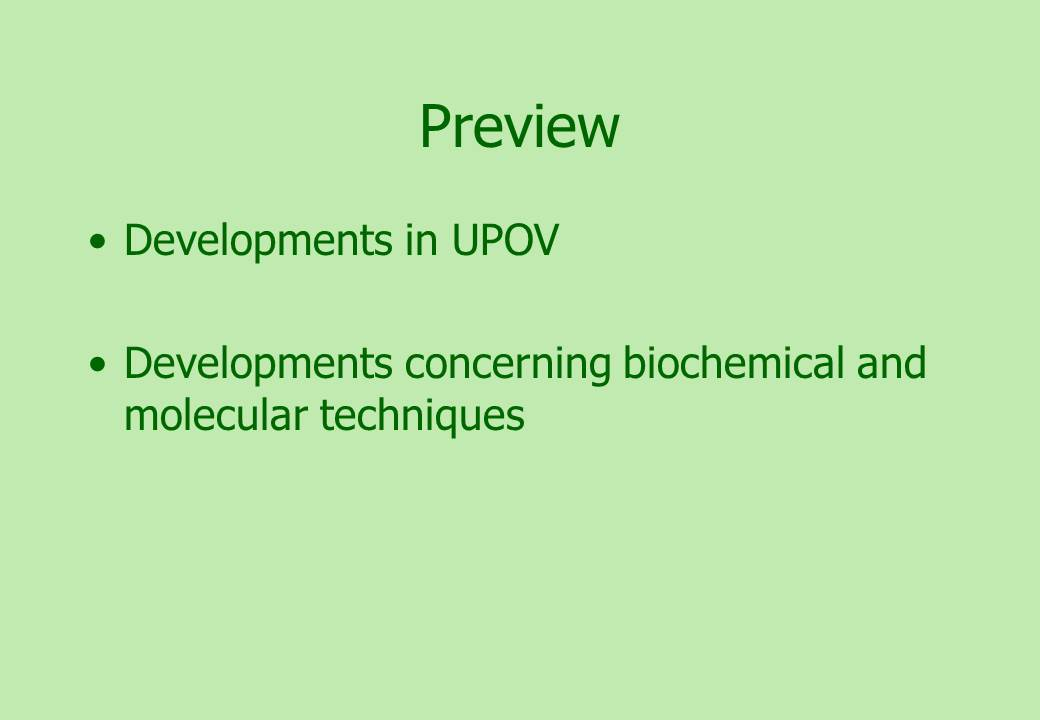 Preview
• Developments in UPOV
• Developments concerning biochemical and
molecular techniques